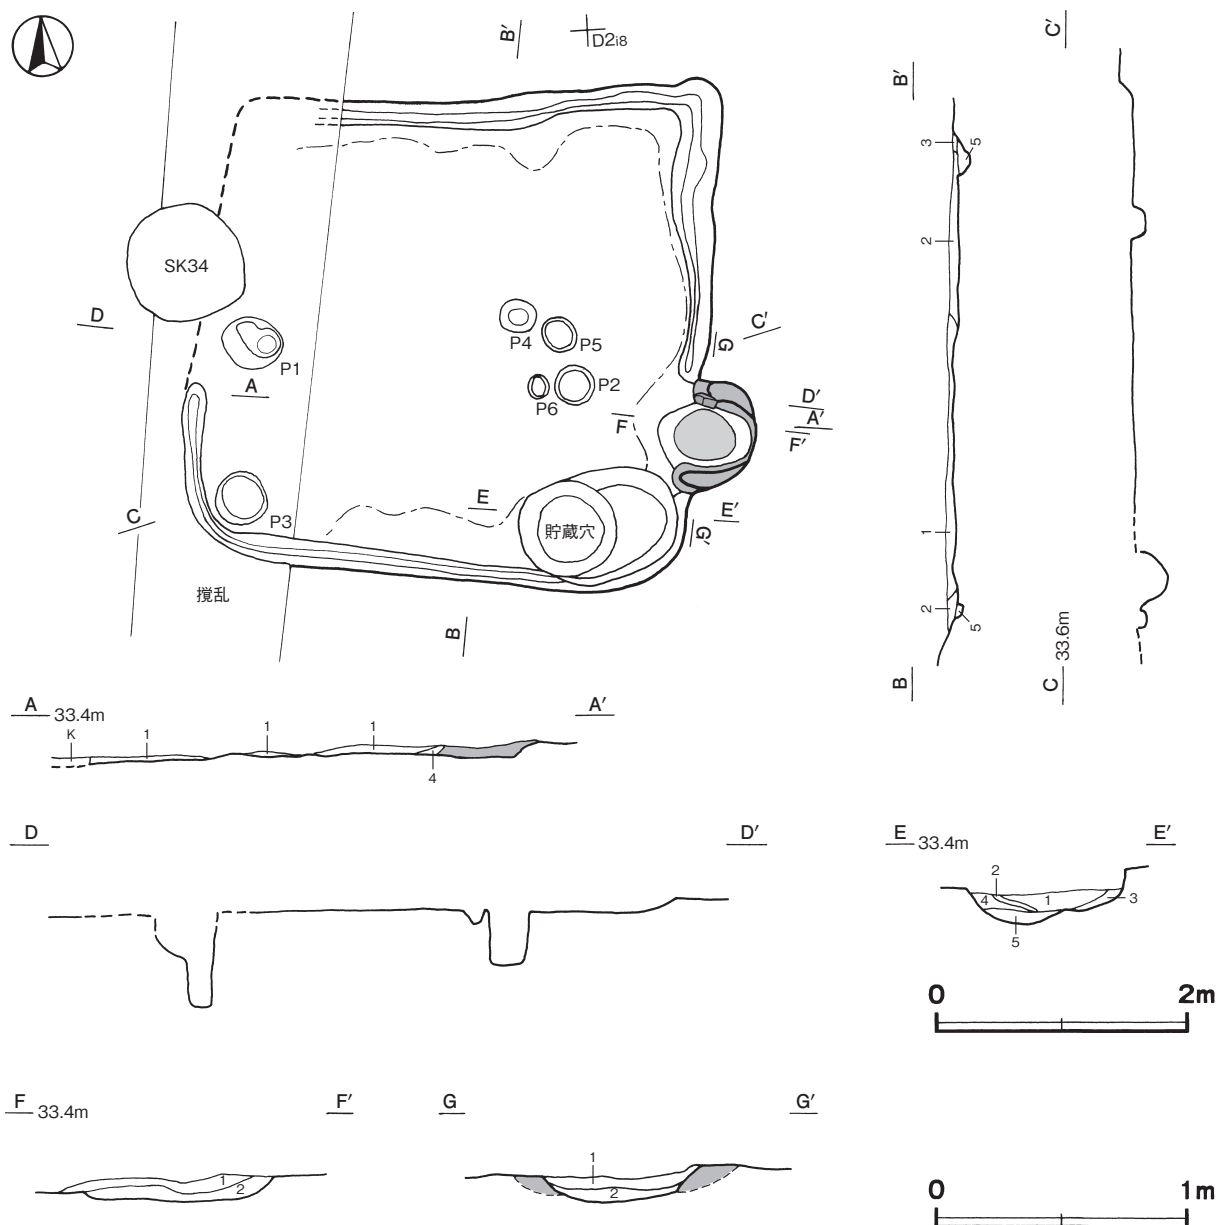 B′
D2i8
C′
B′
3
5
SK34
2
D
C′
G
P4
P5
P1
A
P2
D′
P6
A′
F
F′
E
E′
C
P3
貯蔵穴
G′
1
撹乱
2
5
B
33.6m
B
C
A 33.4m
A′
K
1
1
1
4
D
D′
E 33.4m
E′
2
4
1
3
5
0 2m
F 33.4m
F′
G
G′
1
1
2
2
0 1m